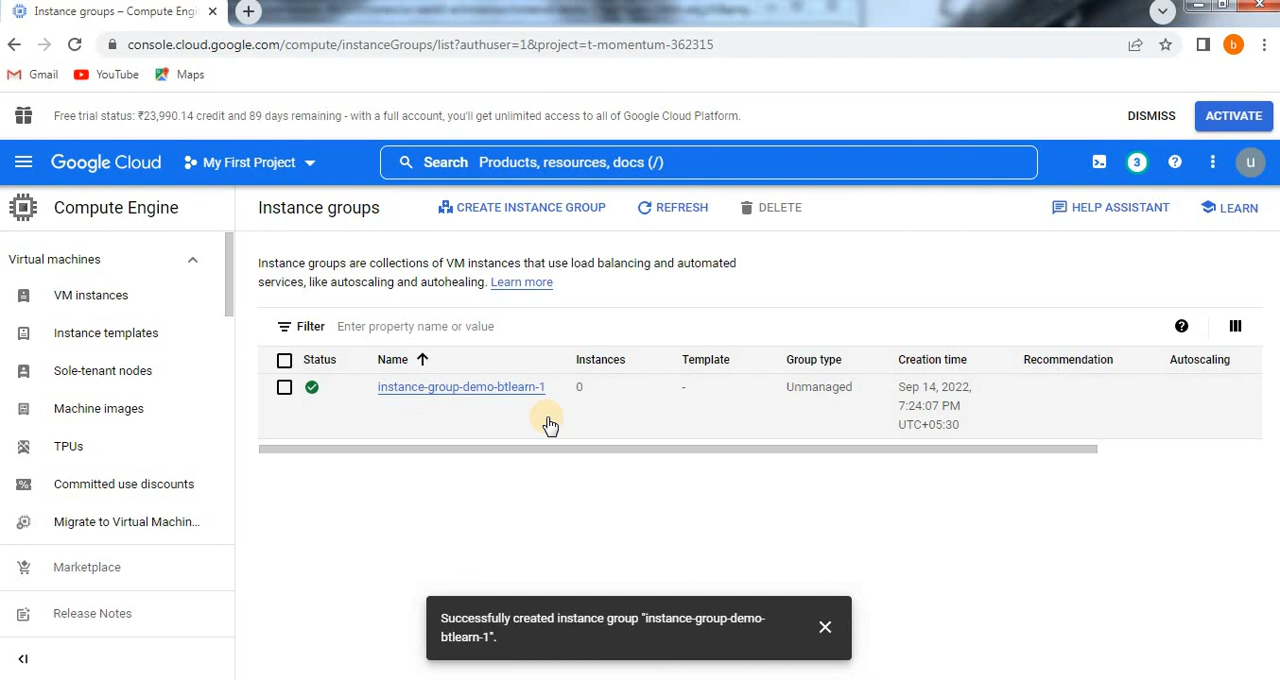 Instance groups – Compute Engi
console.cloud.google.com/compute/instanceGroups/list?authuser=1&project=t-momentum-362315
b
Gmail
YouTube
Maps
Free trial status: ₹23,990.14 credit and 89 days remaining - with a full account, you'll get unlimited access to all of Google Cloud Platform.
DISMISS
ACTIVATE
Google Cloud
My First Project
Search Products, resources, docs (/)
3
u
Compute Engine
Instance groups
CREATE INSTANCE GROUP
REFRESH
DELETE
HELP ASSISTANT
LEARN
Virtual machines
VM instances
Instance templates
Sole-tenant nodes
Machine images
TPUs
Committed use discounts
Migrate to Virtual Machin...
Marketplace
Release Notes
Instance groups are collections of VM instances that use load balancing and automated
services, like autoscaling and autohealing. Learn more
Filter Enter property name or value
Status Name Instances Template Group type Creation time Recommendation Autoscaling
instance-group-demo-btlearn-1 0 - Unmanaged Sep 14, 2022,
7:24:07 PM
UTC+05:30
Successfully created instance group "instance-group-demo-
btlearn-1".